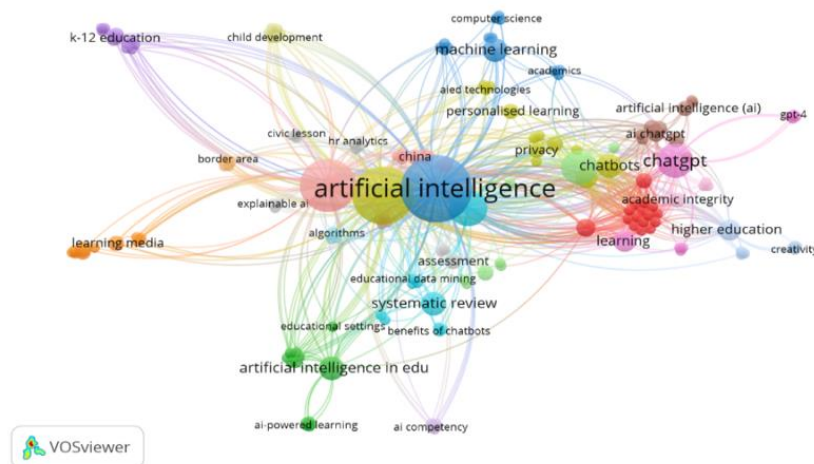 computer science
k-12 education
child development
machine learning
academics
aied technologies
artificial intelligence (ai)
personalised learning
gpt-4
civic lesson
hr analytics
ai chatgpt
privacy
china
border area
chatbots
chatgpt
artificial intelligence
explainable ai
academic integrity
algorithms
higher education
learning media
learning
creativity
assessment
educational data mining
systematic review
educational settings
benefits of chatbots
artificial intelligence in edu
ai-powered learning
ai competency
VOSviewer